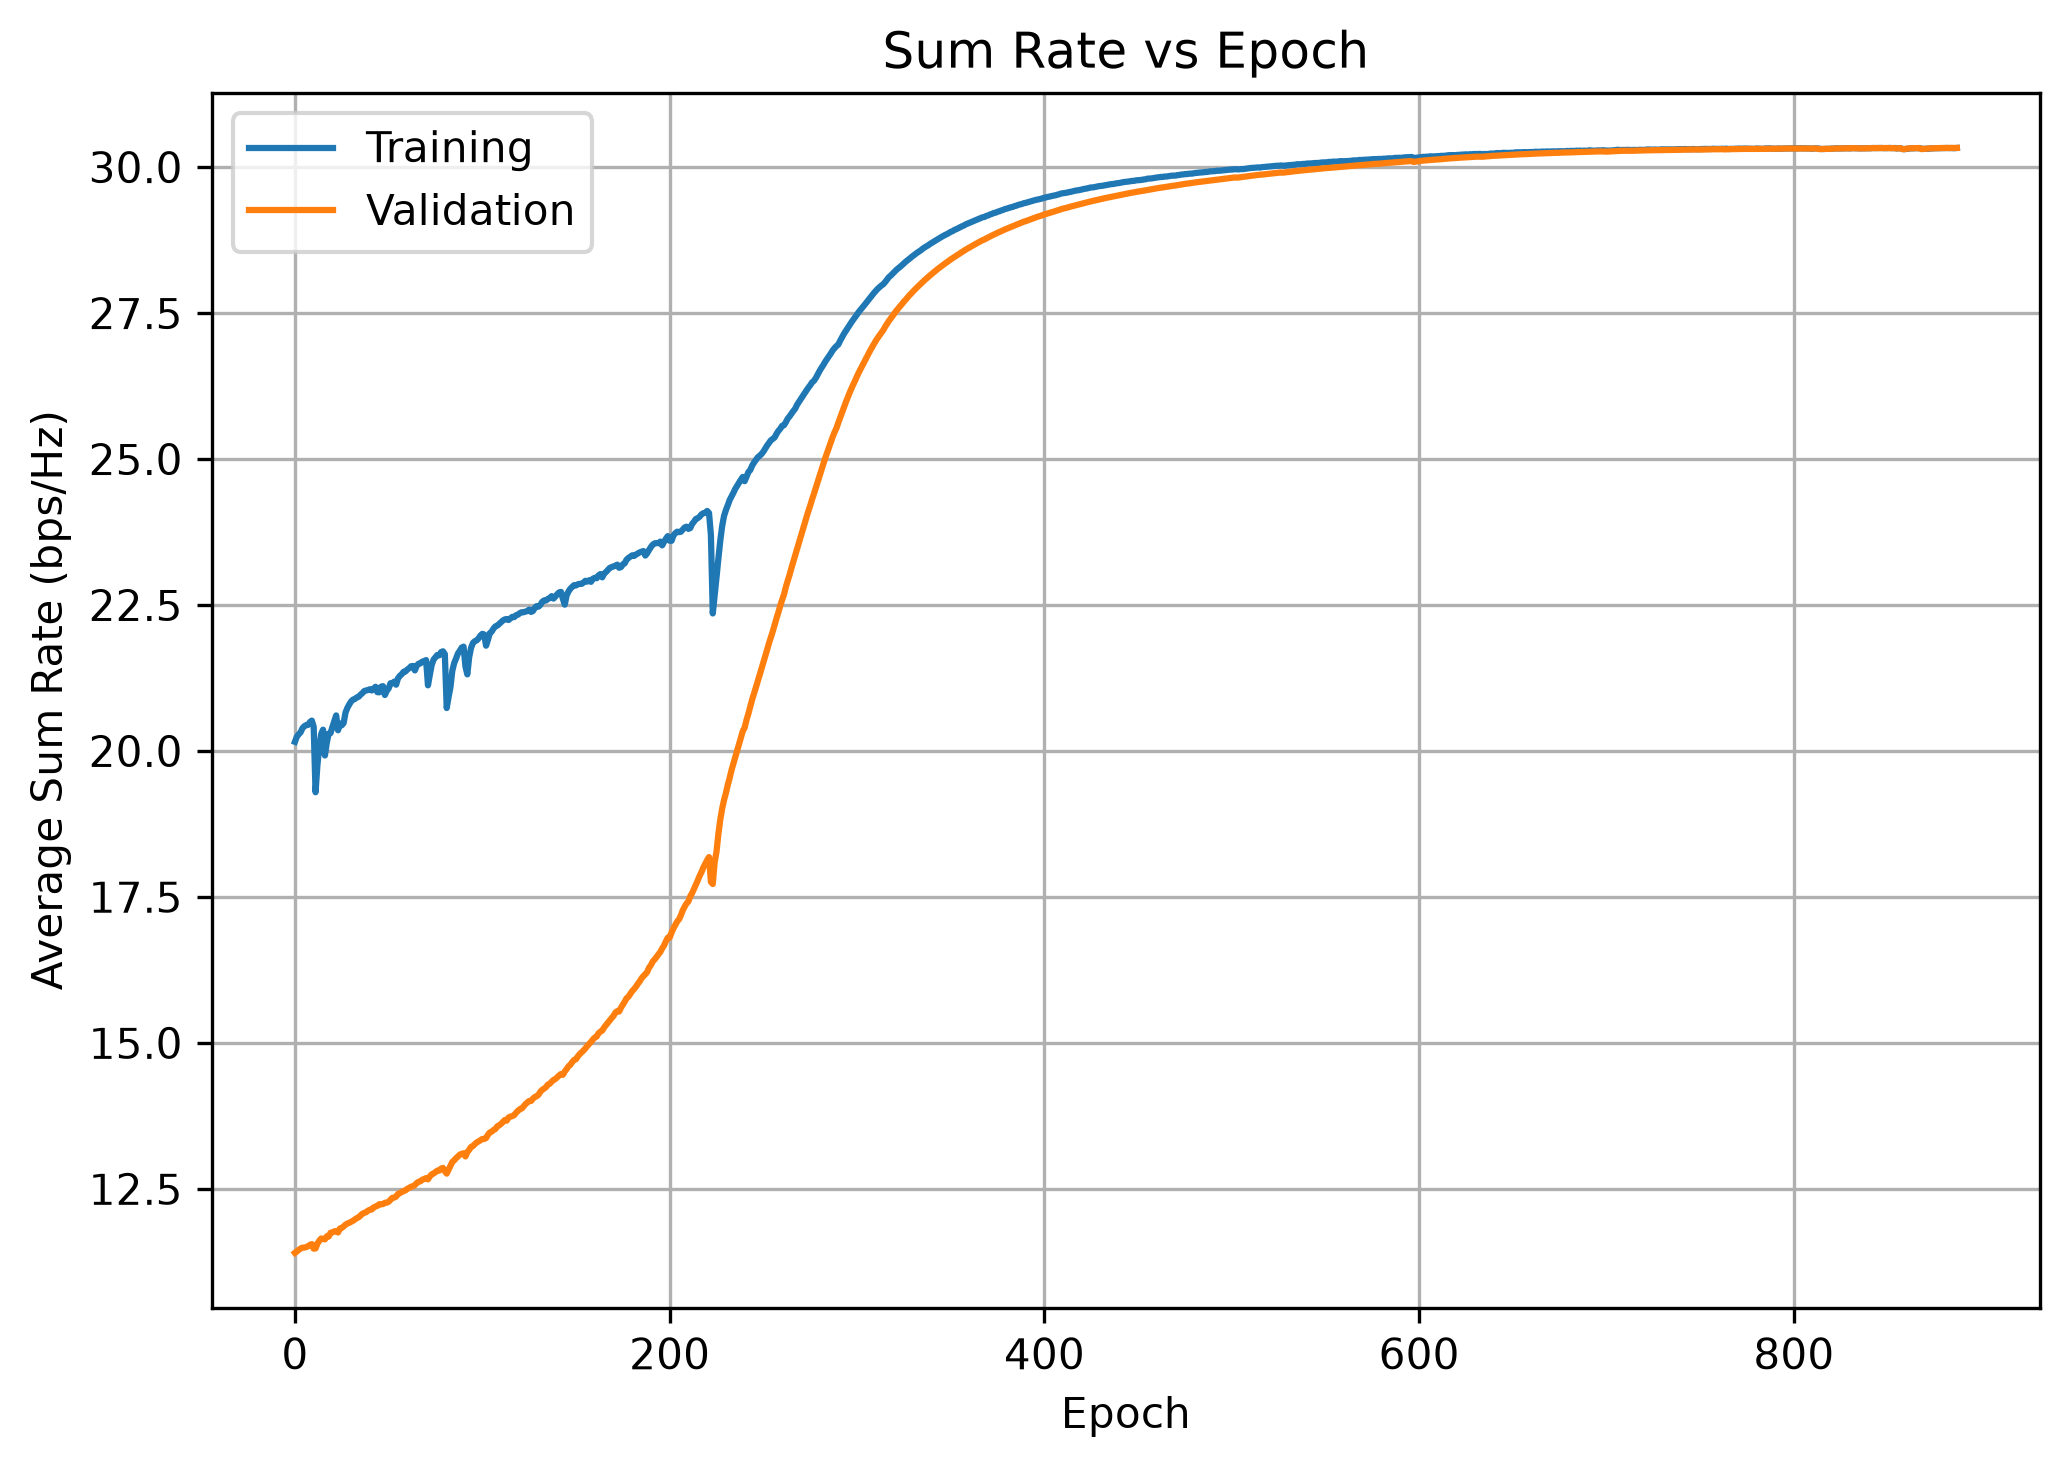 Sum Rate vs Epoch
Training
Validation
30.0
27.5
25.0
22.5
20.0
17.5
15.0
12.5
Average Sum Rate (bps/Hz)
0 200 400 600 800
Epoch